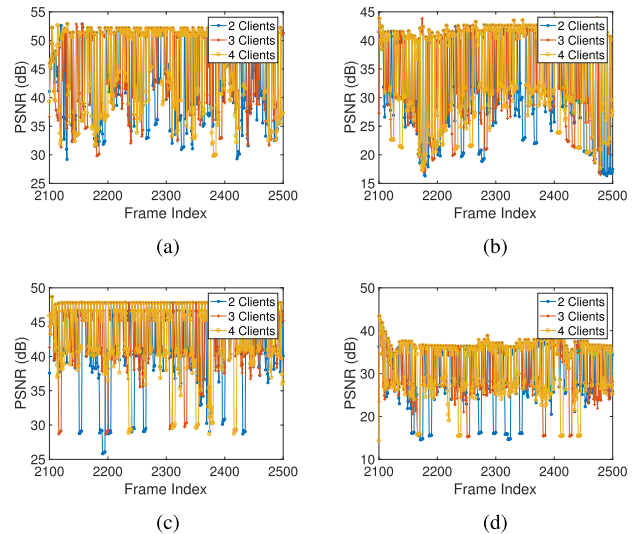 55
50
45
40
35
30
25
PSNR (dB)
2 Clients
3 Clients
4 Clients
2100 2200 2300 2400 2500
Frame Index
(a)
45
40
35
30
25
20
15
PSNR (dB)
2 Clients
3 Clients
4 Clients
2100 2200 2300 2400 2500
Frame Index
(b)
50
45
40
35
30
25
PSNR (dB)
2 Clients
3 Clients
4 Clients
2100 2200 2300 2400 2500
Frame Index
(c)
50
40
30
20
10
PSNR (dB)
2 Clients
3 Clients
4 Clients
2100 2200 2300 2400 2500
Frame Index
(d)